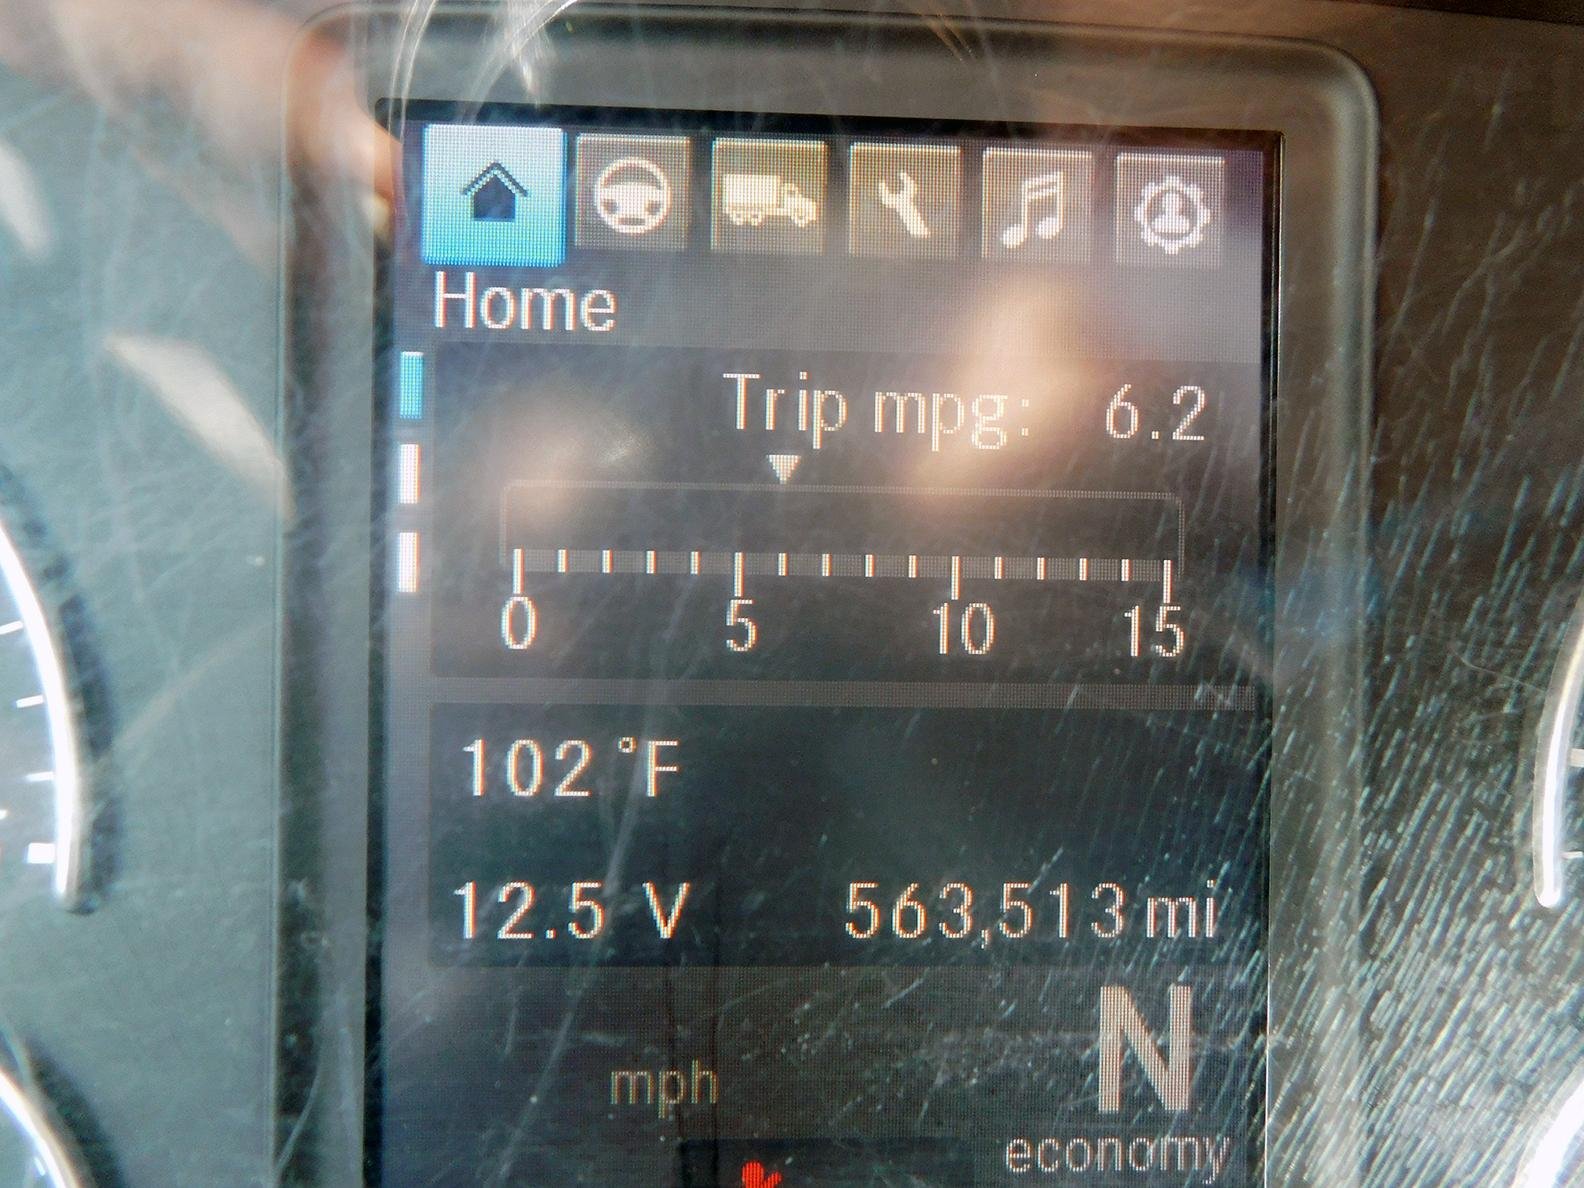 Home
Trip mpg: 6.2
0 5 10 15
102 °F
12.5 V 563,513 mi
N
mph
economy